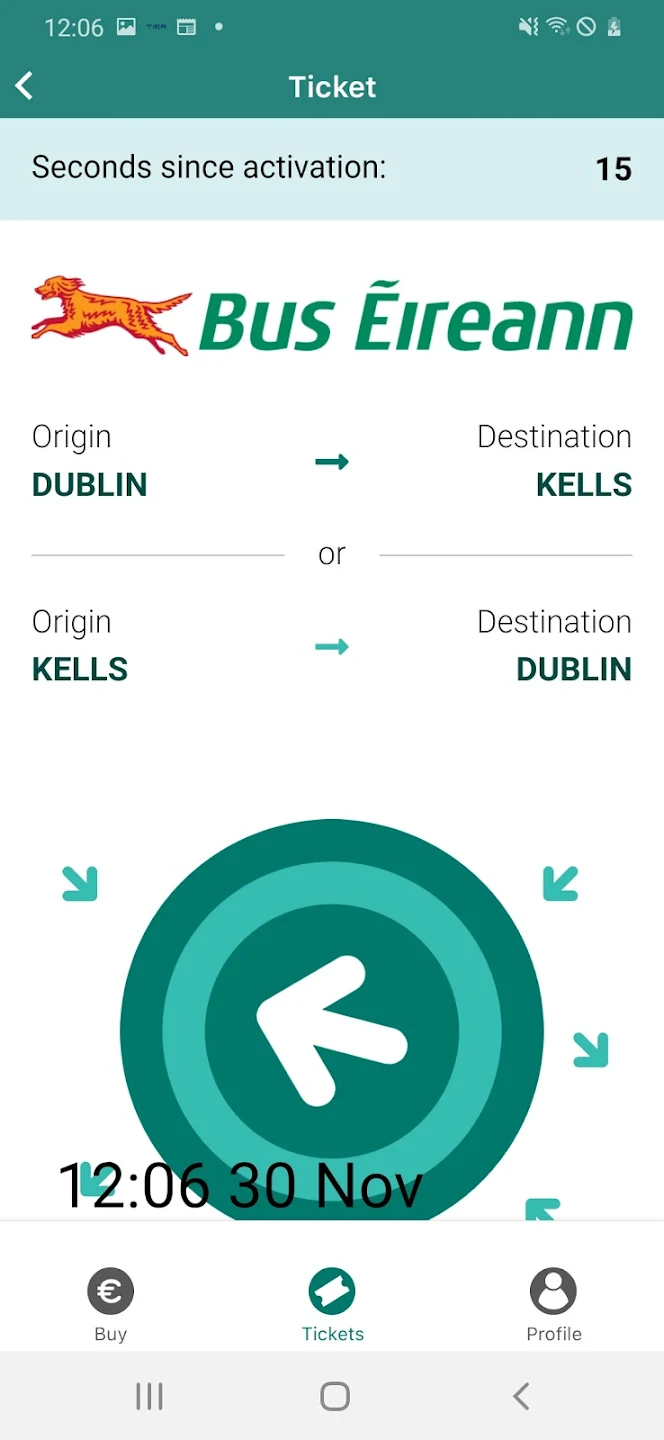 12:06
Ticket
Seconds since activation: 15
Bus Ẽıreann
Origin Destination
DUBLIN KELLS
or
Origin Destination
KELLS DUBLIN
12:06 30 Nov
Buy Tickets Profile